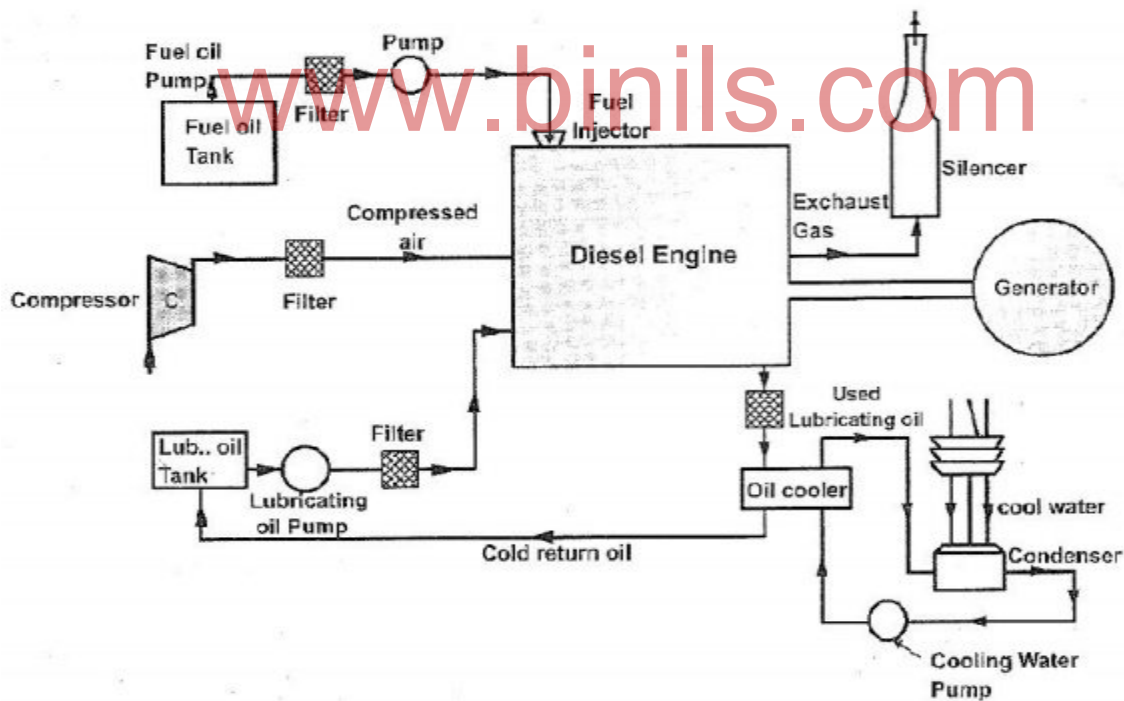 www.binils.com
Fuel oil
Pump
Pump
Filter
Fuel oil
Tank
Fuel
Injector
Silencer
Exchaust
Gas
Compressed
air
Diesel Engine
Compressor
C
Filter
Generator
Used
Lubricating oil
Filter
Lub.. oil
Tank
Lubricating
oil Pump
Oil cooler
cool water
Cold return oil
Condenser
Cooling Water
Pump